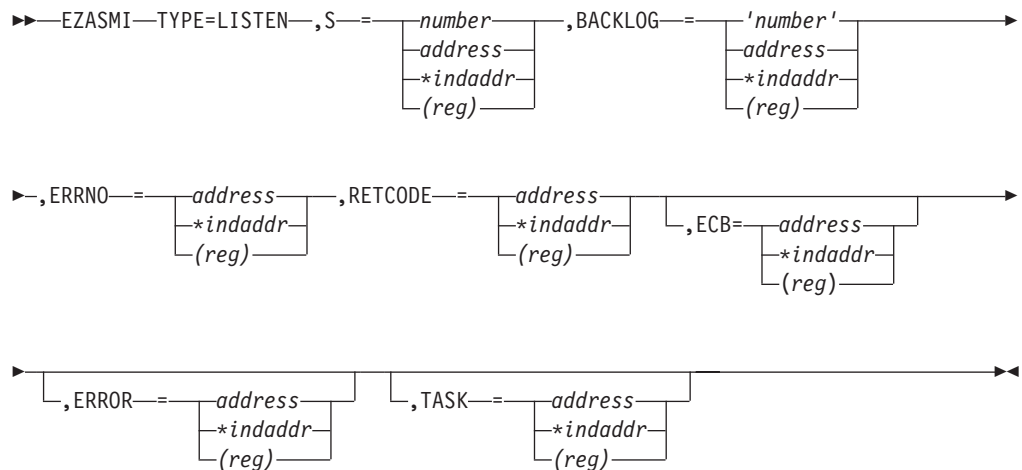 EZASMI TYPE=LISTEN ,S = number ,BACKLOG = 'number'
address address
*indaddr *indaddr
(reg) (reg)
,ERRNO = address ,RETCODE = address
*indaddr *indaddr ,ECB= address
(reg) (reg) *indaddr
(reg)
,ERROR = address ,TASK = address
*indaddr *indaddr
(reg) (reg)